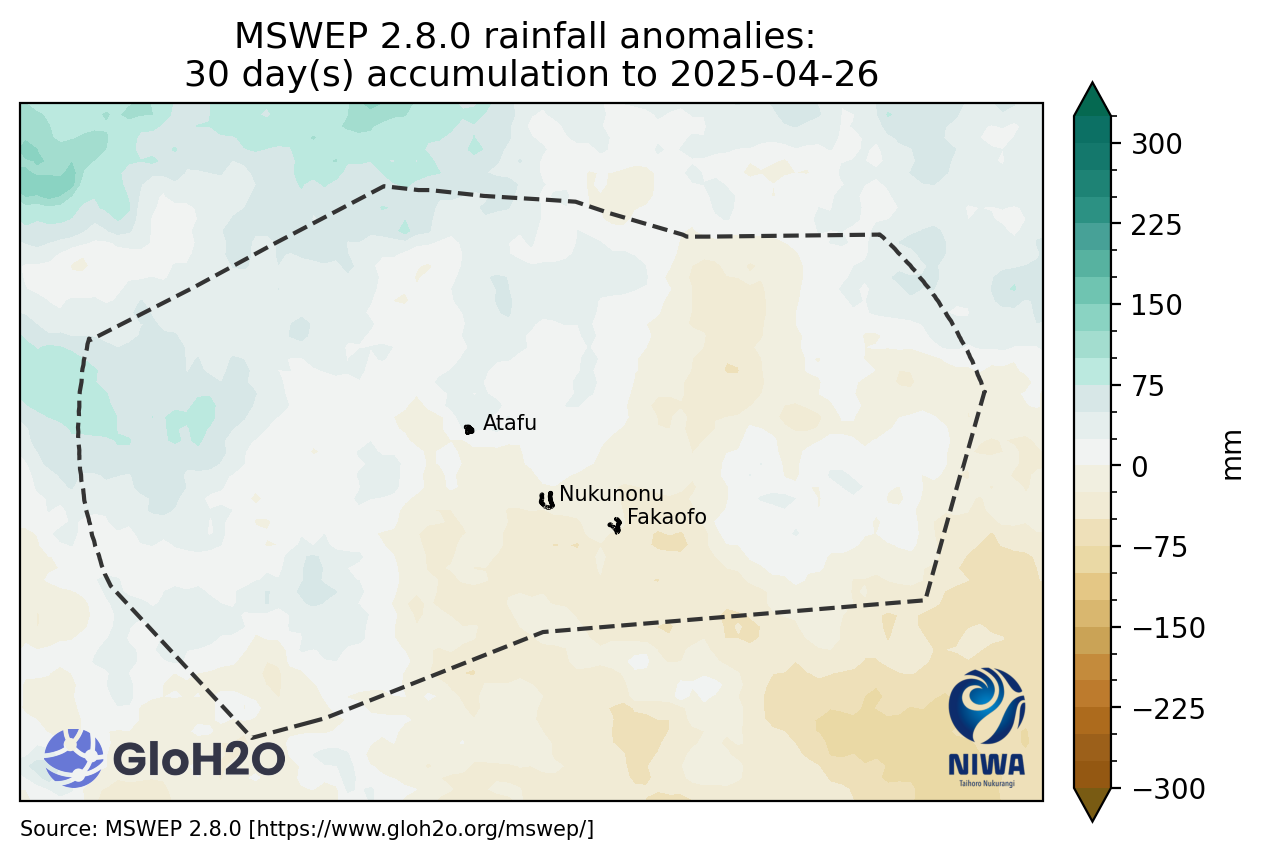 MSWEP 2.8.0 rainfall anomalies:
30 day(s) accumulation to 2025-04-26
300
225
150
75
0
−75
−150
−225
−300
mm
Atafu
Nukunonu
Fakaofo
GloH2O
NIWA
Taihoro Nukurangi
Source: MSWEP 2.8.0 [https://www.gloh2o.org/mswep/]